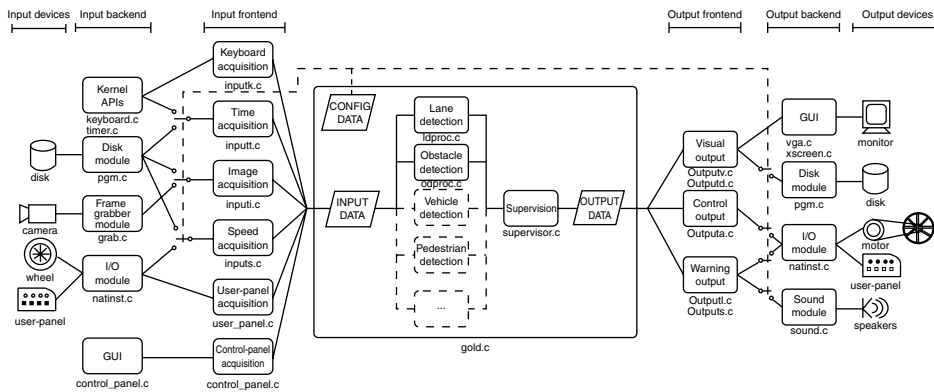 Input devices
Input backend
Input frontend
Output frontend
Output backend
Output devices
Keyboard
acquisition
inputk.c
Kernel
APIs
keyboard.c
timer.c
Time
acquisition
inputt.c
Disk
module
pgm.c
disk
Image
acquisition
inputi.c
Frame
grabber
module
grab.c
camera
Speed
acquisition
inputs.c
wheel
I/O
module
natinst.c
user-panel
User-panel
acquisition
user_panel.c
GUI
control_panel.c
Control-panel
acquisition
control_panel.c
CONFIG
DATA
INPUT
DATA
Lane
detection
ldproc.c
Obstacle
detection
odproc.c
Vehicle
detection
Pedestrian
detection
...
Supervision
supervisor.c
OUTPUT
DATA
gold.c
Visual
output
Outputv.c
Outputd.c
Control
output
Outputa.c
Warning
output
Outputl.c
Outputs.c
GUI
vga.c
xscreen.c
monitor
Disk
module
pgm.c
disk
I/O
module
natinst.c
motor
user-panel
Sound
module
sound.c
speakers